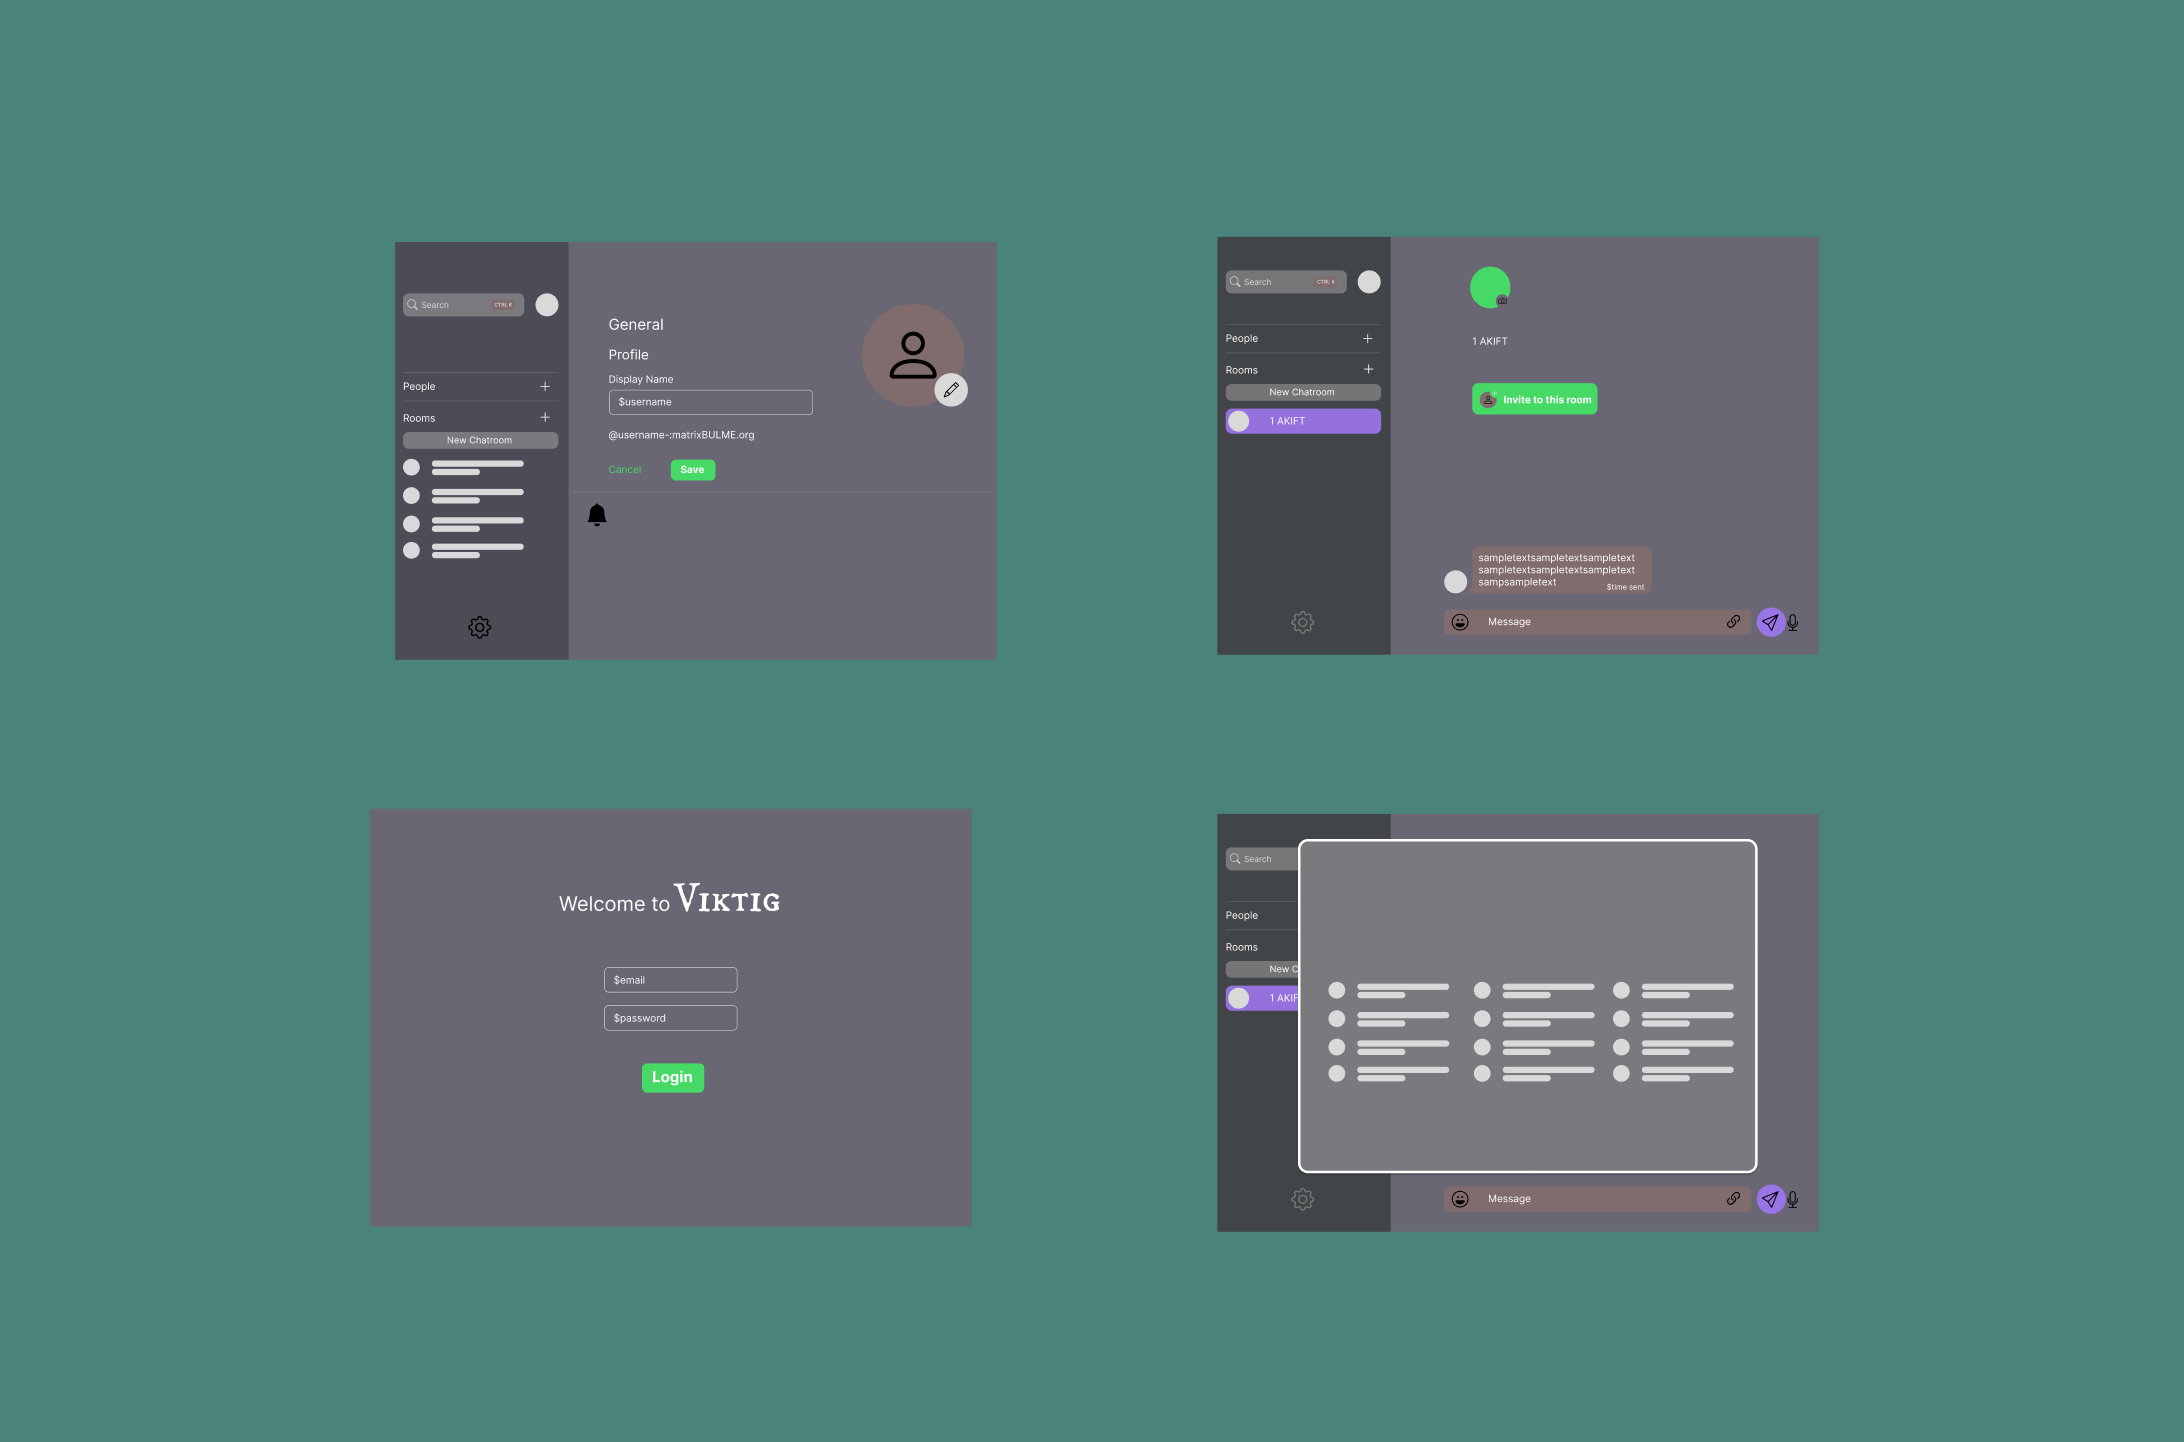 Search CTRL K
People
Rooms
New Chatroom
General
Profile
Display Name
$username
@username-:matrixBULME.org
Cancel Save
Search CTRL K
People
Rooms
New Chatroom
1 AKIFT
1 AKIFT
Invite to this room
sampletextsampletextsampletext
sampletextsampletextsampletext
sampsampletext
$time sent
Message
Welcome to Viktig
$email
$password
Login
Search
People
Rooms
New C
1 AKIF
Message